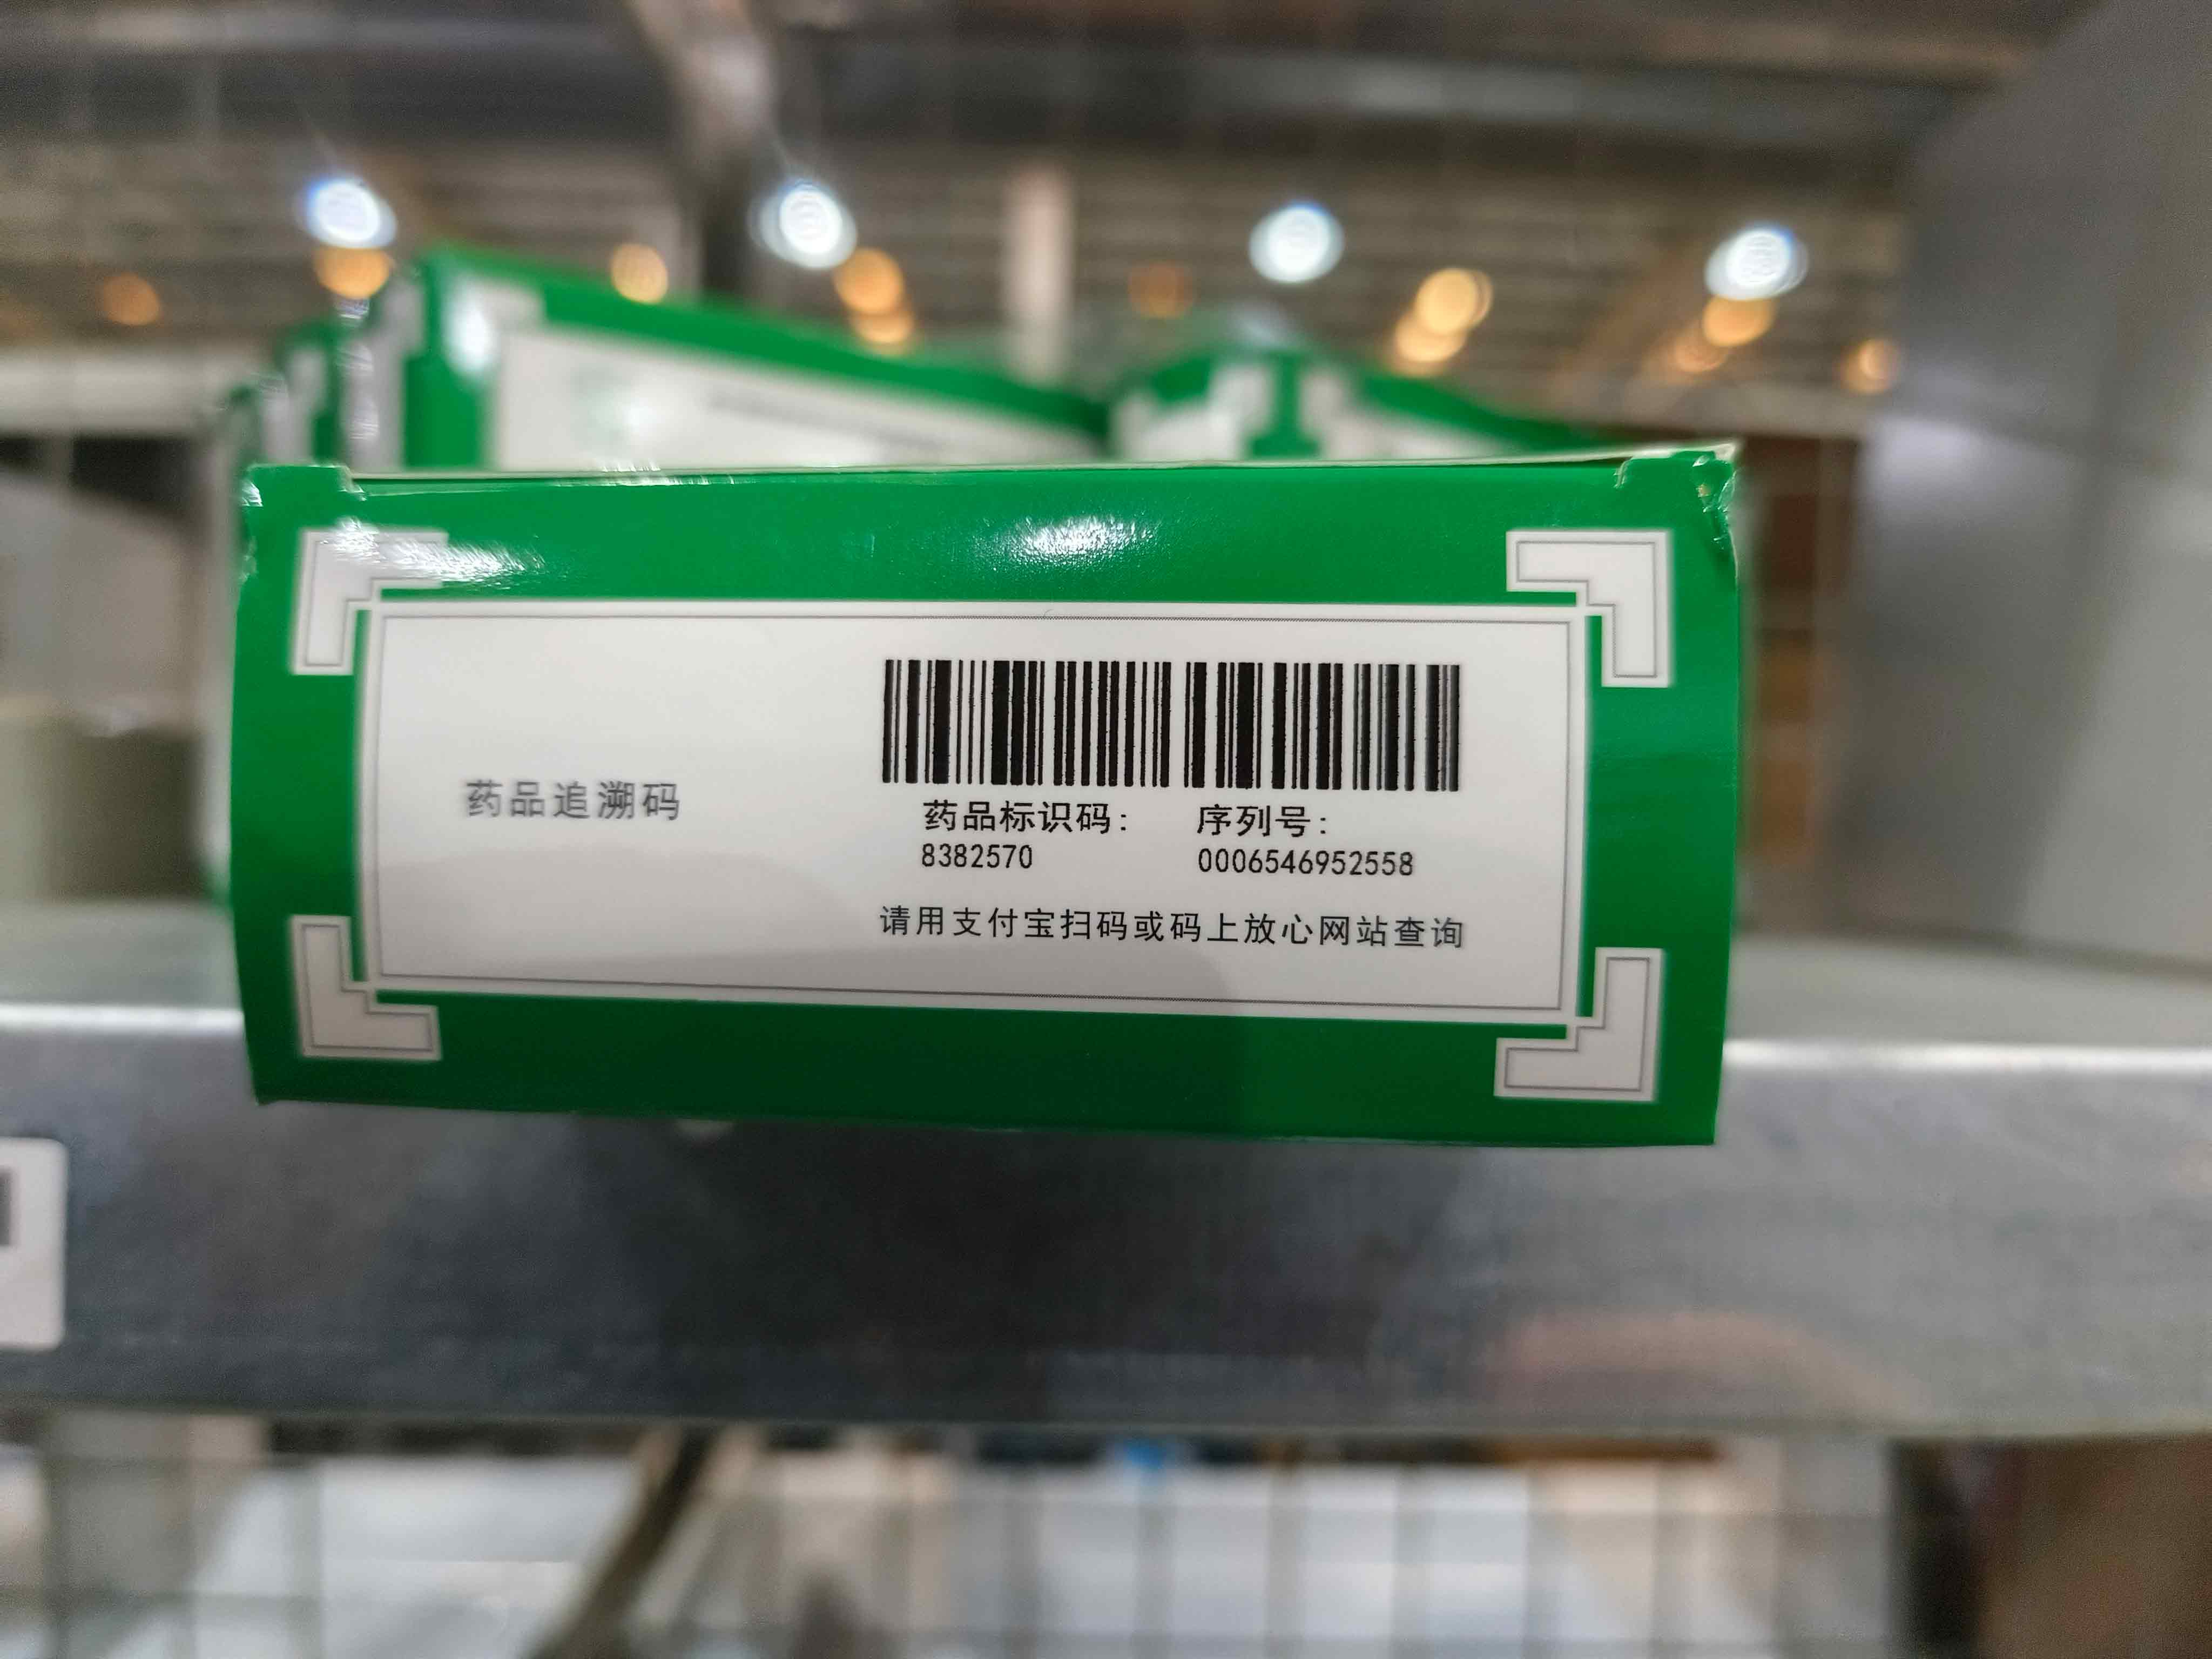 药品追溯码
药品标识码: 序列号:
8382570 0006546952558
请用支付宝扫码或码上放心网站查询